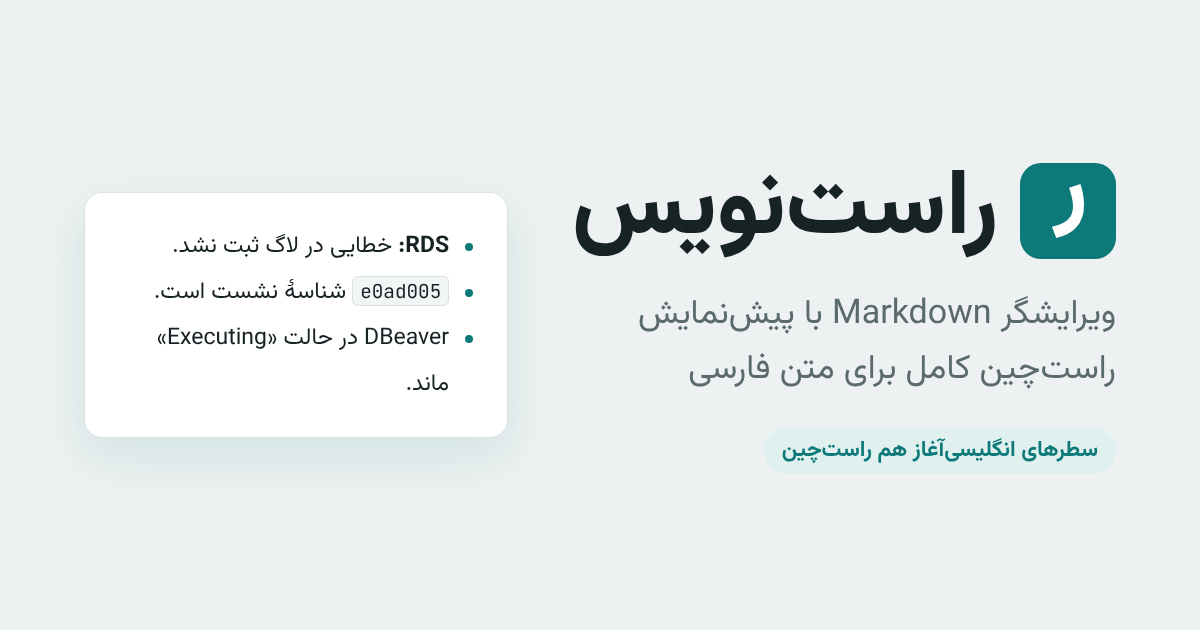 ر
راست‌نویس
ویرایشگر Markdown با پیش‌نمایش
راست‌چین کامل برای متن فارسی
سطرهای انگلیسی‌آغاز هم راست‌چین
• RDS: خطایی در لاگ ثبت نشد.
• e0ad005 شناسهٔ نشست است.
• DBeaver در حالت «Executing»
ماند.